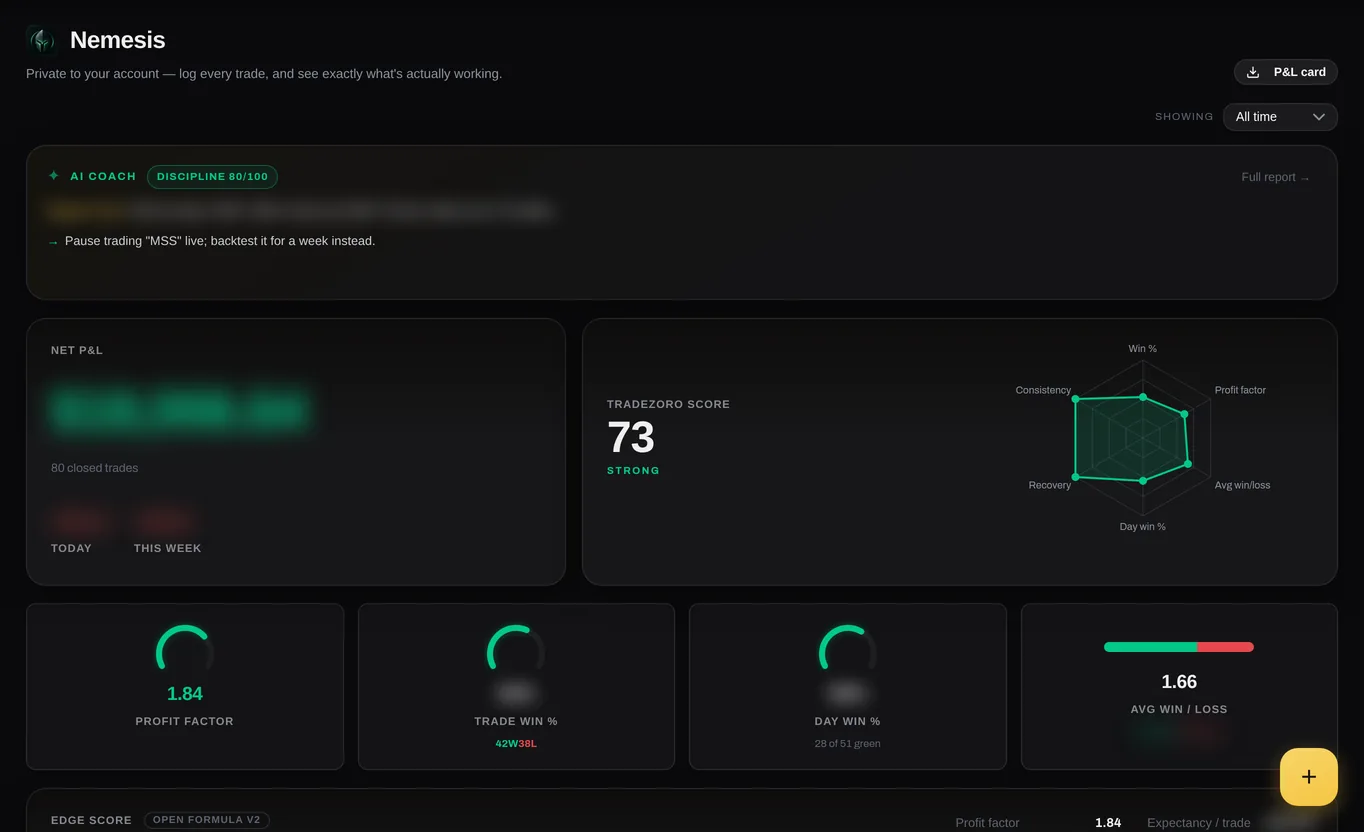 Nemesis
Private to your account — log every trade, and see exactly what's actually working.
P&L card
SHOWING
All time
AI COACH
DISCIPLINE 80/100
Full report →
→ Pause trading "MSS" live; backtest it for a week instead.
NET P&L
80 closed trades
TODAY
THIS WEEK
TRADEZORO SCORE
73
STRONG
Win %
Consistency
Profit factor
Recovery
Avg win/loss
Day win %
1.84
PROFIT FACTOR
TRADE WIN %
42W38L
DAY WIN %
28 of 51 green
1.66
AVG WIN / LOSS
+
EDGE SCORE
OPEN FORMULA V2
Profit factor
1.84
Expectancy / trade